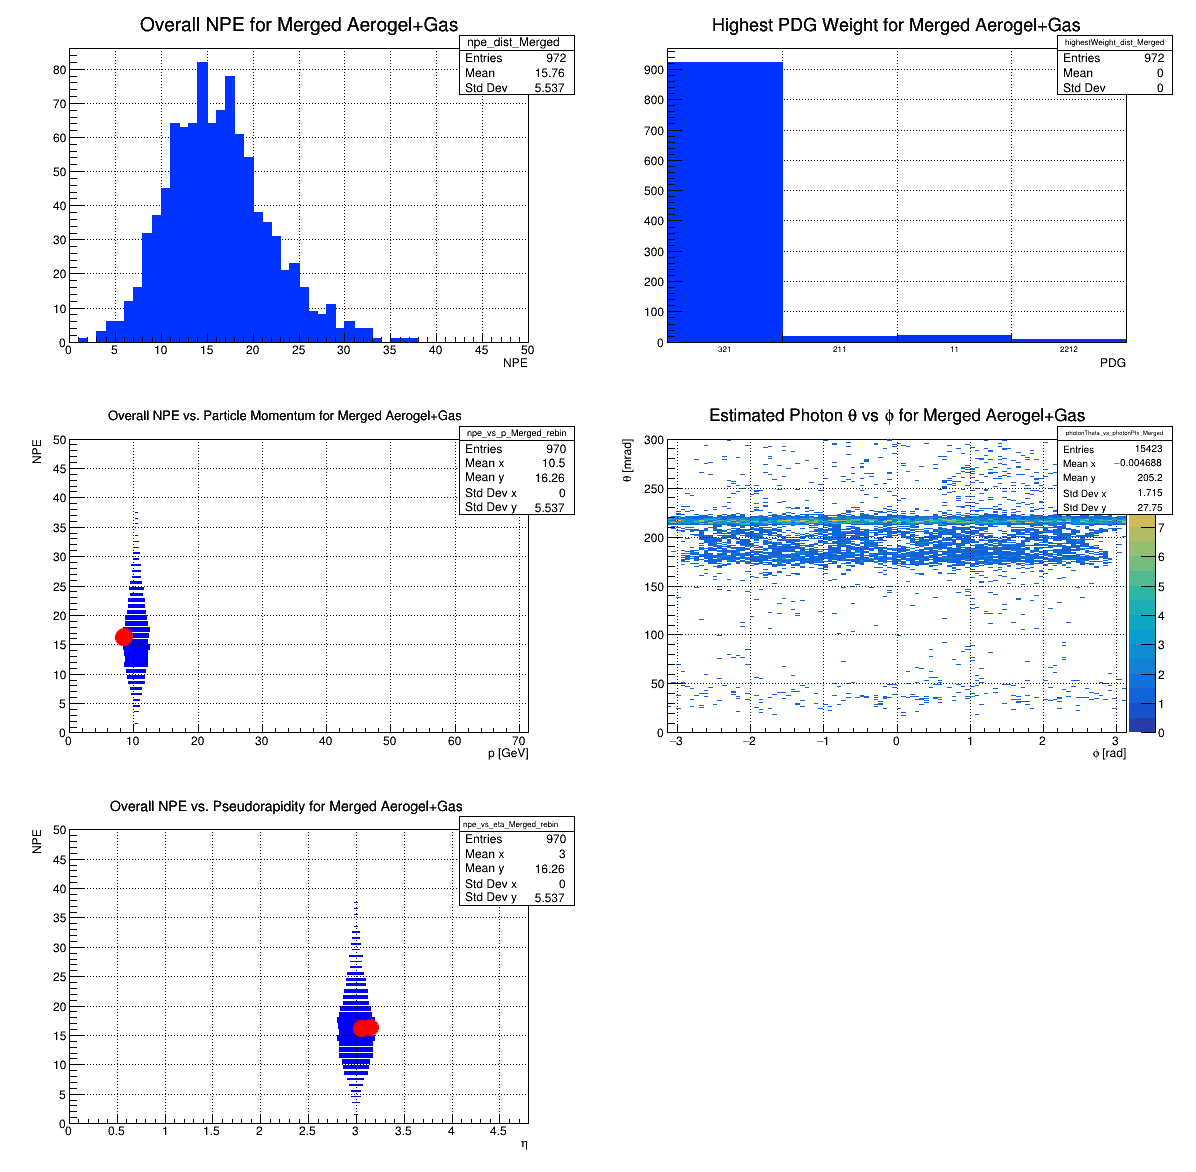 Overall NPE for Merged Aerogel+Gas
npe_dist_Merged
Entries 972
Mean 15.76
Std Dev 5.537
80
70
60
50
40
30
20
10
0
0 5 10 15 20 25 30 35 40 45 50
NPE
Highest PDG Weight for Merged Aerogel+Gas
highestWeight_dist_Merged
Entries 972
Mean 0
Std Dev 0
900
800
700
600
500
400
300
200
100
0
321 211 11 2212
PDG
Overall NPE vs. Particle Momentum for Merged Aerogel+Gas
npe_vs_p_Merged_rebin
Entries 970
Mean x 10.5
Mean y 16.26
Std Dev x 0
Std Dev y 5.537
NPE
50
45
40
35
30
25
20
15
10
5
0
0 10 20 30 40 50 60 70
p [GeV]
Estimated Photon θ vs ϕ for Merged Aerogel+Gas
photonTheta_vs_photonPhi_Merged
Entries 15423
Mean x −0.004688
Mean y 205.2
Std Dev x 1.715
Std Dev y 27.75
θ [mrad]
300
250
200
150
100
50
0
−3 −2 −1 0 1 2 3
ϕ [rad]
7
6
5
4
3
2
1
0
Overall NPE vs. Pseudorapidity for Merged Aerogel+Gas
npe_vs_eta_Merged_rebin
Entries 970
Mean x 3
Mean y 16.26
Std Dev x 0
Std Dev y 5.537
NPE
50
45
40
35
30
25
20
15
10
5
0
0 0.5 1 1.5 2 2.5 3 3.5 4 4.5
η